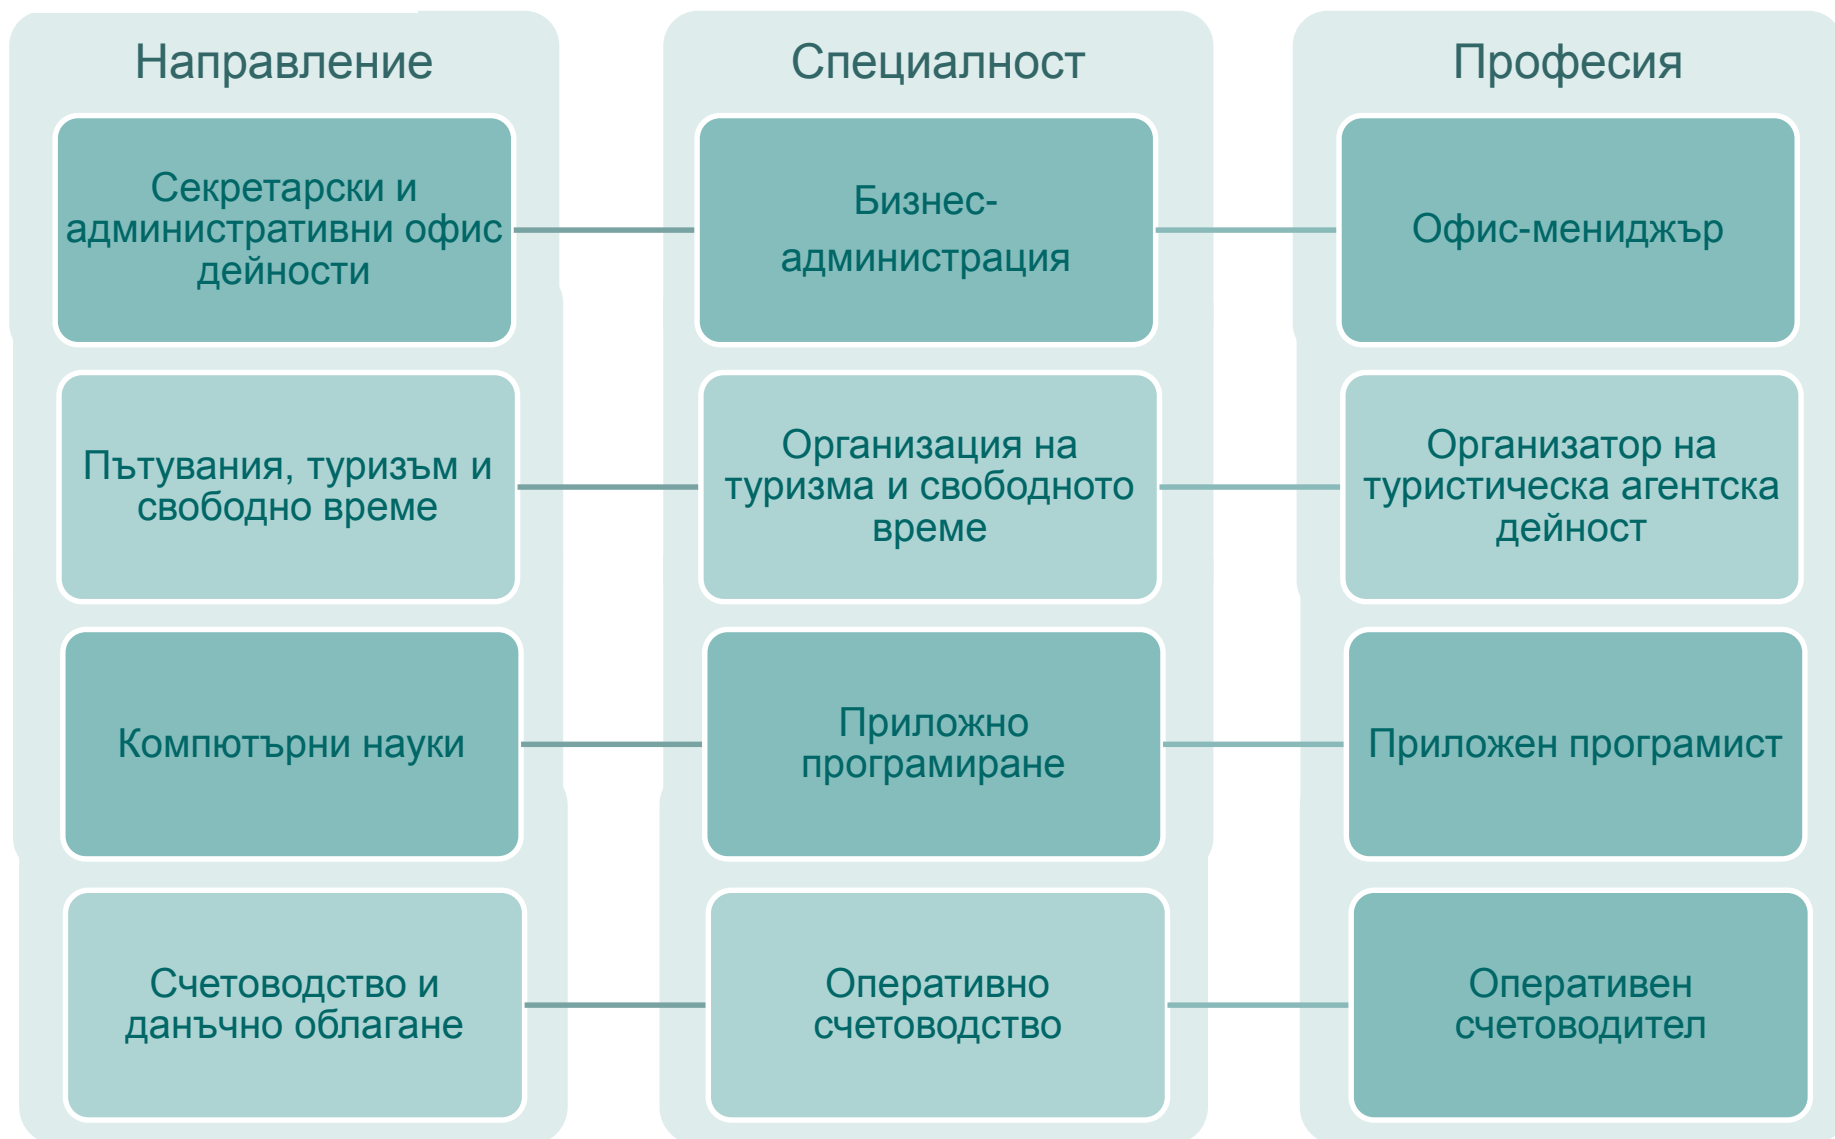 Направление
Специалност
Професия
Секретарски и
административни офис
дейности
Бизнес-
администрация
Офис-мениджър
Пътувания, туризъм и
свободно време
Организация на
туризма и свободното
време
Организатор на
туристическа агентска
дейност
Компютърни науки
Приложно
програмиране
Приложен програмист
Счетоводство и
данъчно облагане
Оперативно
счетоводство
Оперативен
счетоводител